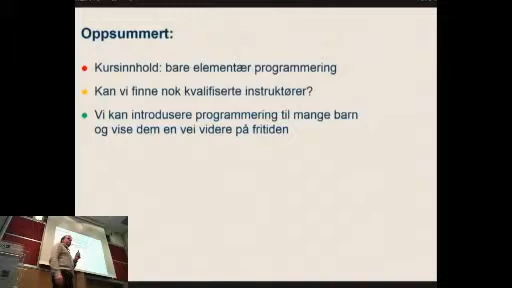 Oppsummert:
Kursinnhold: bare elementær programmering
Kan vi finne nok kvalifiserte instruktører?
Vi kan introdusere programmering til mange barn
og vise dem en vei videre på fritiden